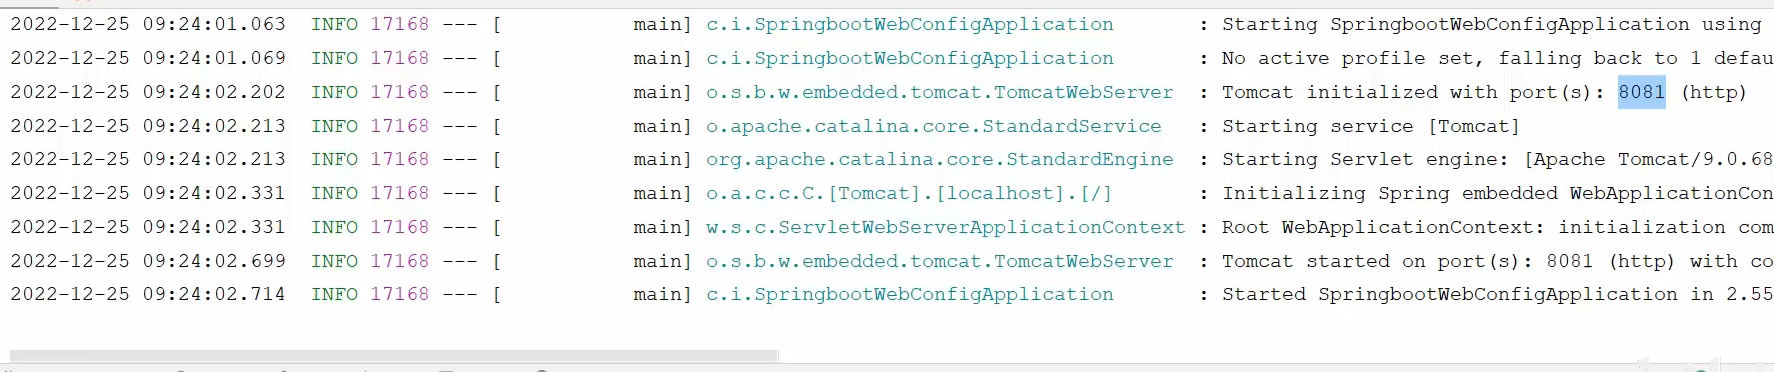 2022-12-25 09:24:01.063  INFO 17168 --- [           main] c.i.SpringbootWebConfigApplication       : Starting SpringbootWebConfigApplication using
2022-12-25 09:24:01.069  INFO 17168 --- [           main] c.i.SpringbootWebConfigApplication       : No active profile set, falling back to 1 defau
2022-12-25 09:24:02.202  INFO 17168 --- [           main] o.s.b.w.embedded.tomcat.TomcatWebServer  : Tomcat initialized with port(s): 8081 (http)
2022-12-25 09:24:02.213  INFO 17168 --- [           main] o.apache.catalina.core.StandardService   : Starting service [Tomcat]
2022-12-25 09:24:02.213  INFO 17168 --- [           main] org.apache.catalina.core.StandardEngine  : Starting Servlet engine: [Apache Tomcat/9.0.68
2022-12-25 09:24:02.331  INFO 17168 --- [           main] o.a.c.c.C.[Tomcat].[localhost].[/]       : Initializing Spring embedded WebApplicationCon
2022-12-25 09:24:02.331  INFO 17168 --- [           main] w.s.c.ServletWebServerApplicationContext : Root WebApplicationContext: initialization com
2022-12-25 09:24:02.699  INFO 17168 --- [           main] o.s.b.w.embedded.tomcat.TomcatWebServer  : Tomcat started on port(s): 8081 (http) with co
2022-12-25 09:24:02.714  INFO 17168 --- [           main] c.i.SpringbootWebConfigApplication       : Started SpringbootWebConfigApplication in 2.55